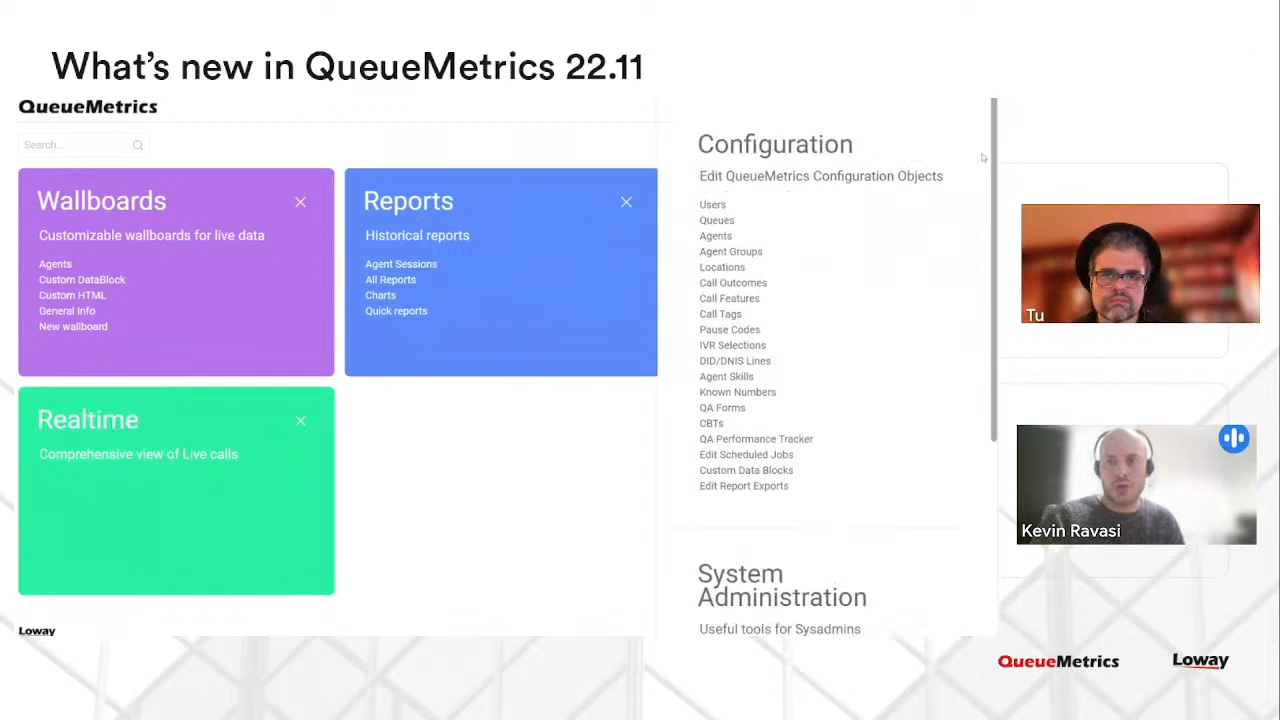 What's new in QueueMetrics 22.11
QueueMetrics
Search...
Wallboards
Customizable wallboards for live data
Agents
Custom DataBlock
Custom HTML
General Info
New wallboard
Reports
Historical reports
Agent Sessions
All Reports
Charts
Quick reports
Realtime
Comprehensive view of Live calls
Loway
Configuration
Edit QueueMetrics Configuration Objects
Users
Queues
Agents
Agent Groups
Locations
Call Outcomes
Call Features
Call Tags
Pause Codes
IVR Selections
DID/DNIS Lines
Agent Skills
Known Numbers
QA Forms
CBTs
QA Performance Tracker
Edit Scheduled Jobs
Custom Data Blocks
Edit Report Exports
System
Administration
Useful tools for Sysadmins
Tu
Kevin Ravasi
QueueMetrics
Loway